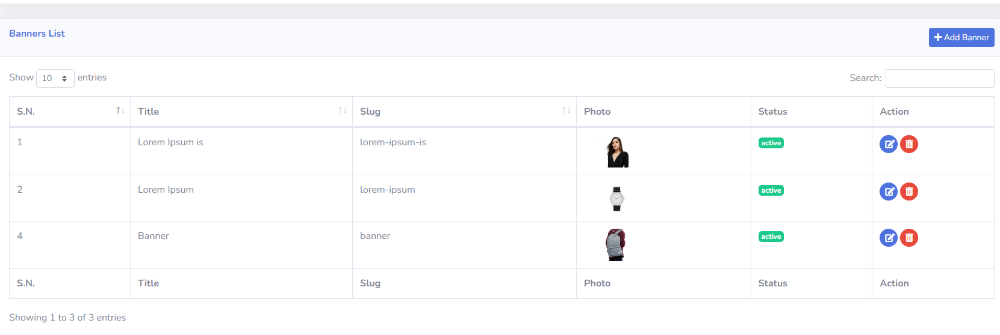 Banners List
Add Banner
Show 10 entries
Search:
S.N. Title Slug Photo Status Action
1 Lorem Ipsum is lorem-ipsum-is active
2 Lorem Ipsum lorem-ipsum active
4 Banner banner active
S.N. Title Slug Photo Status Action
Showing 1 to 3 of 3 entries